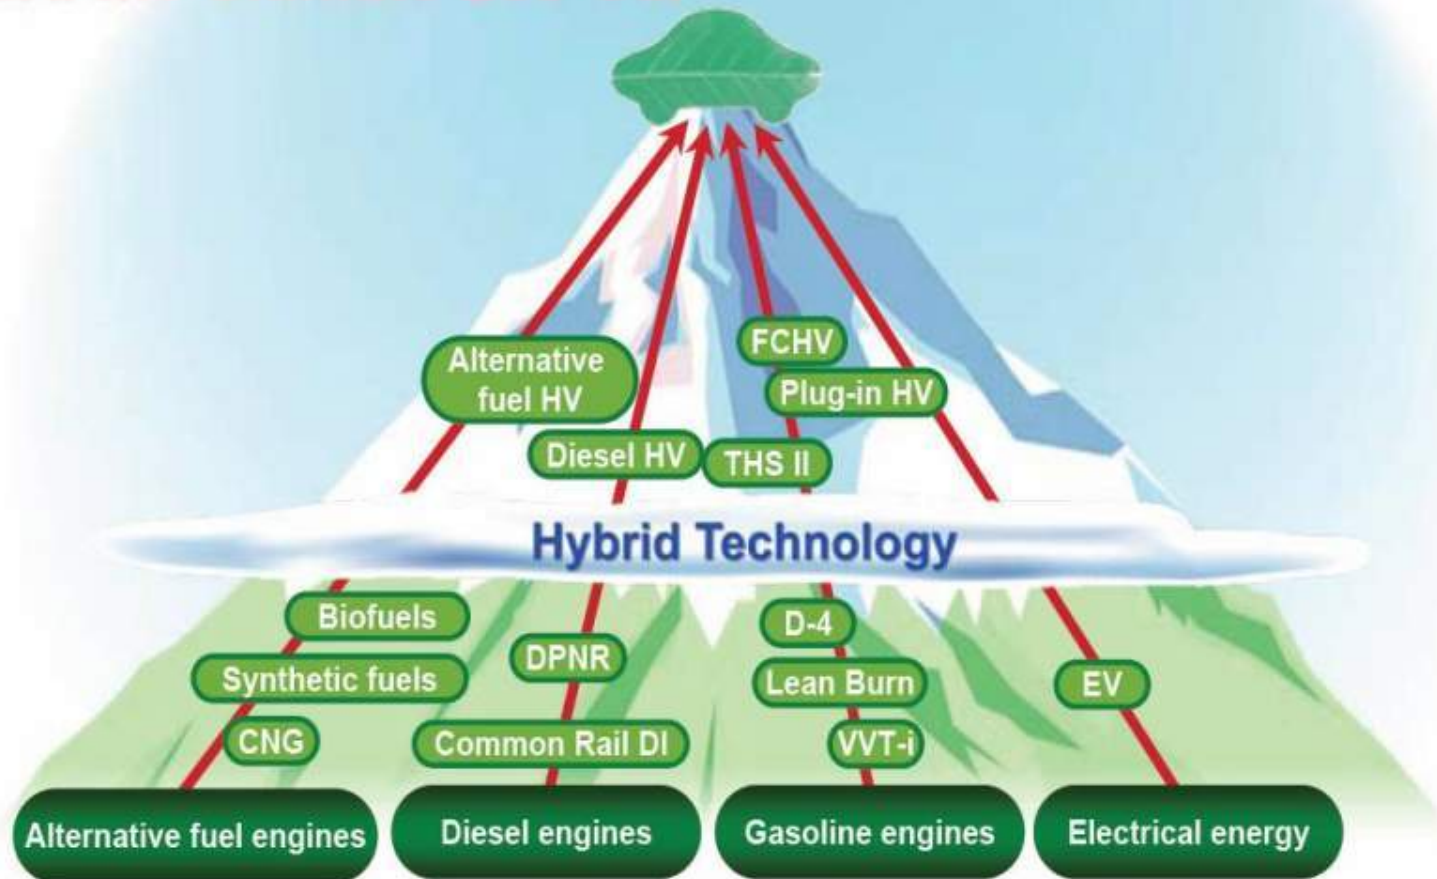 FCHV
Alternative
fuel HV
Plug-in HV
Diesel HV
THS II
Hybrid Technology
Biofuels
D-4
DPNR
Synthetic fuels
Lean Burn
EV
CNG
Common Rail DI
VVT-i
Alternative fuel engines
Diesel engines
Gasoline engines
Electrical energy